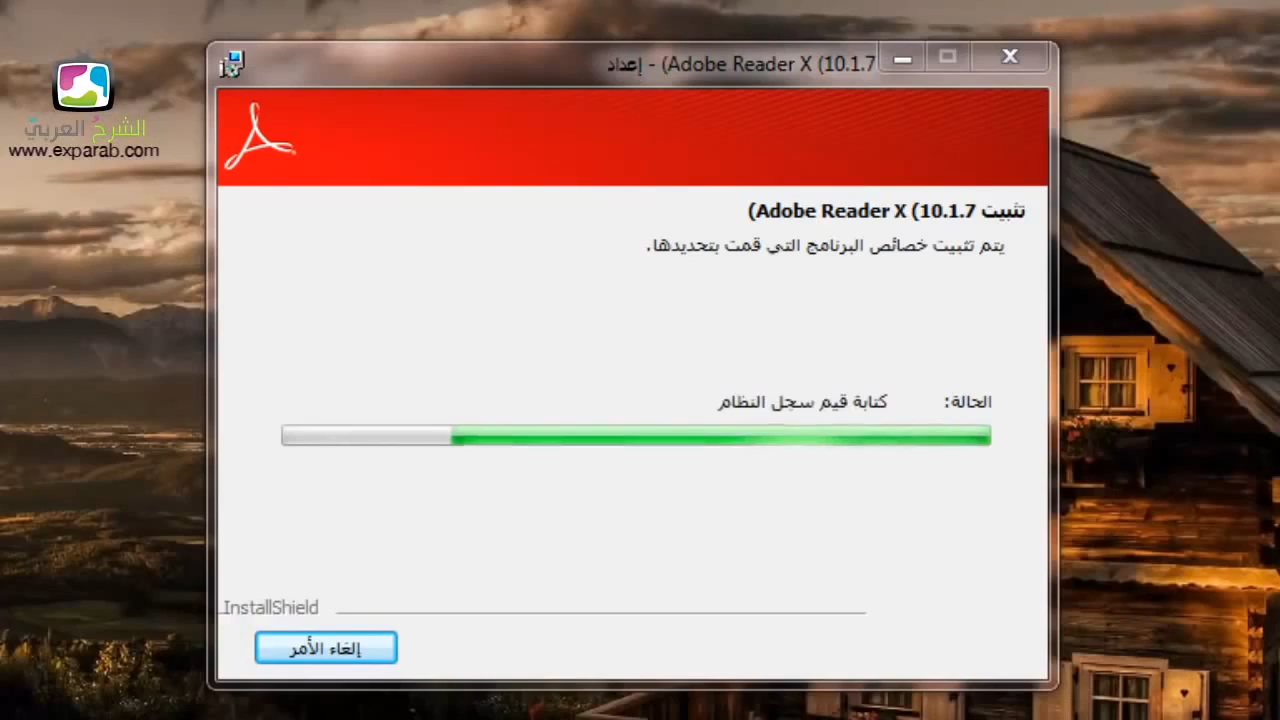 الشرح العربي
www.exparab.com
إعداد - (Adobe Reader X (10.1.7
X
تثبيت Adobe Reader X (10.1.7)
يتم تثبيت خصائص البرنامج التي قمت بتحديدها.
الحالة: كتابة قيم سجل النظام
InstallShield
إلغاء الأمر